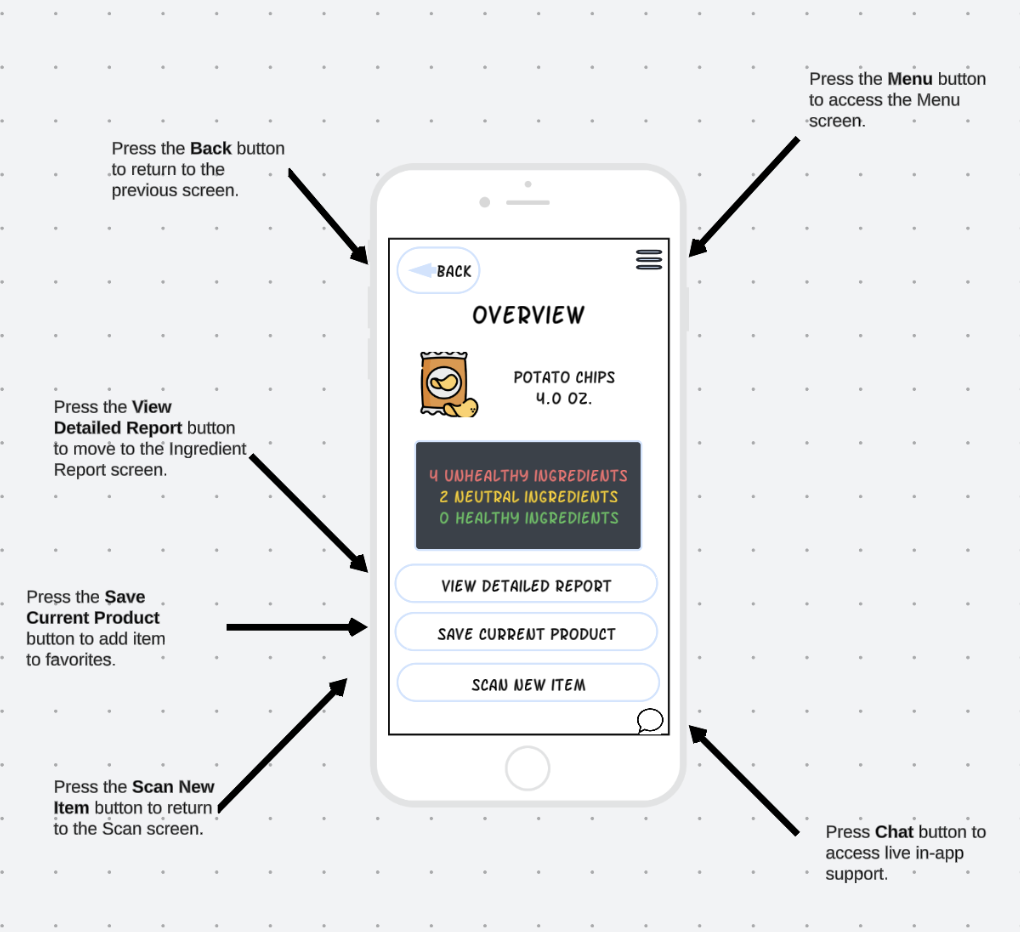 Press the Menu button
to access the Menu
screen.
Press the Back button
to return to the
previous screen.
BACK
OVERVIEW
POTATO CHIPS
4.0 OZ.
Press the View
Detailed Report button
to move to the Ingredient
Report screen.
4 UNHEALTHY INGREDIENTS
2 NEUTRAL INGREDIENTS
0 HEALTHY INGREDIENTS
VIEW DETAILED REPORT
Press the Save
Current Product
button to add item
to favorites.
SAVE CURRENT PRODUCT
SCAN NEW ITEM
Press the Scan New
Item button to return
to the Scan screen.
Press Chat button to
access live in-app
support.